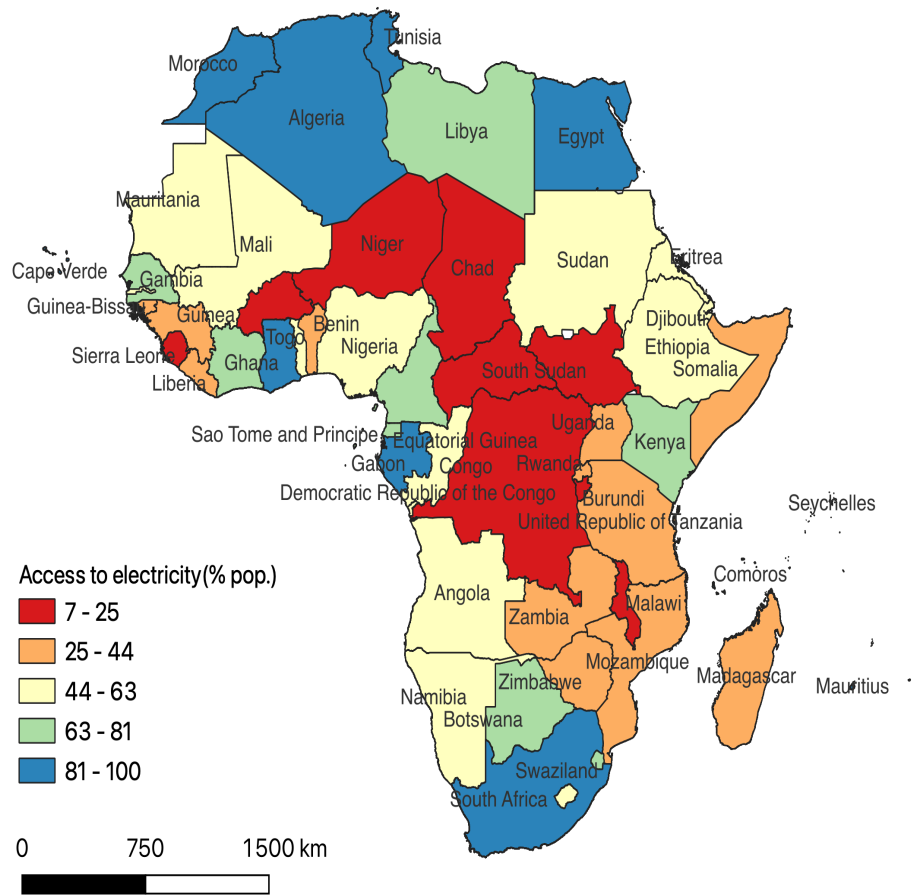 Tunisia
Morocco
Algeria
Libya
Egypt
Mauritania
Mali
Niger
Chad
Sudan
Eritrea
Cape Verde
Gambia
Guinea-Bissau
Guinea
Djibouti
Benin
Togo
Nigeria
Ethiopia
Sierra Leone
Ghana
South Sudan
Somalia
Liberia
Uganda
Sao Tome and Principe
Equatorial Guinea
Kenya
Gabon
Congo
Rwanda
Democratic Republic of the Congo
Burundi
Seychelles
United Republic of Tanzania
Comoros
Access to electricity(% pop.)
7 - 25
25 - 44
44 - 63
63 - 81
81 - 100
Angola
Malawi
Zambia
Mozambique
Madagascar
Mauritius
Zimbabwe
Namibia
Botswana
Swaziland
South Africa
0 750 1500 km